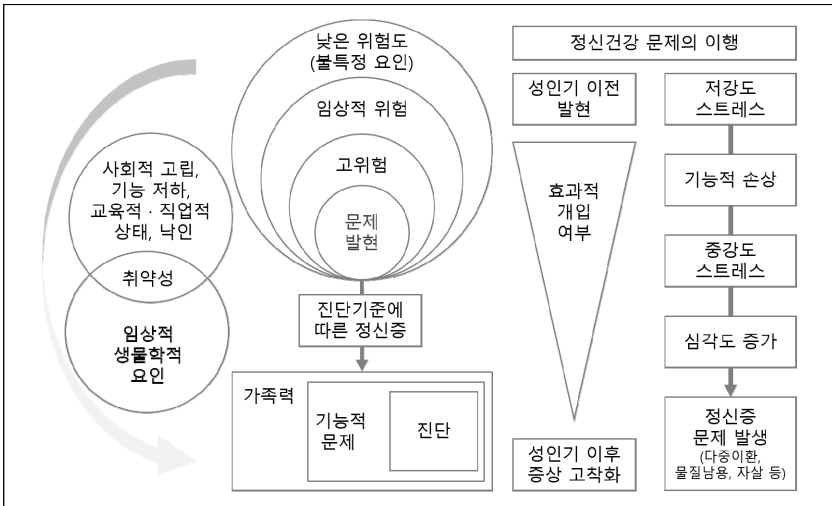 낮은 위험도
(불특정 요인)
임상적 위험
고위험
문제
발현
사회적 고립,
기능 저하,
교육적 · 직업적
상태, 낙인
취약성
임상적
생물학적
요인
진단기준에
따른 정신증
가족력
기능적
문제
진단
정신건강 문제의 이행
성인기 이전
발현
효과적
개입
여부
성인기 이후
증상 고착화
저강도
스트레스
기능적 손상
중강도
스트레스
심각도 증가
정신증
문제 발생
(다중이환,
물질남용, 자살 등)